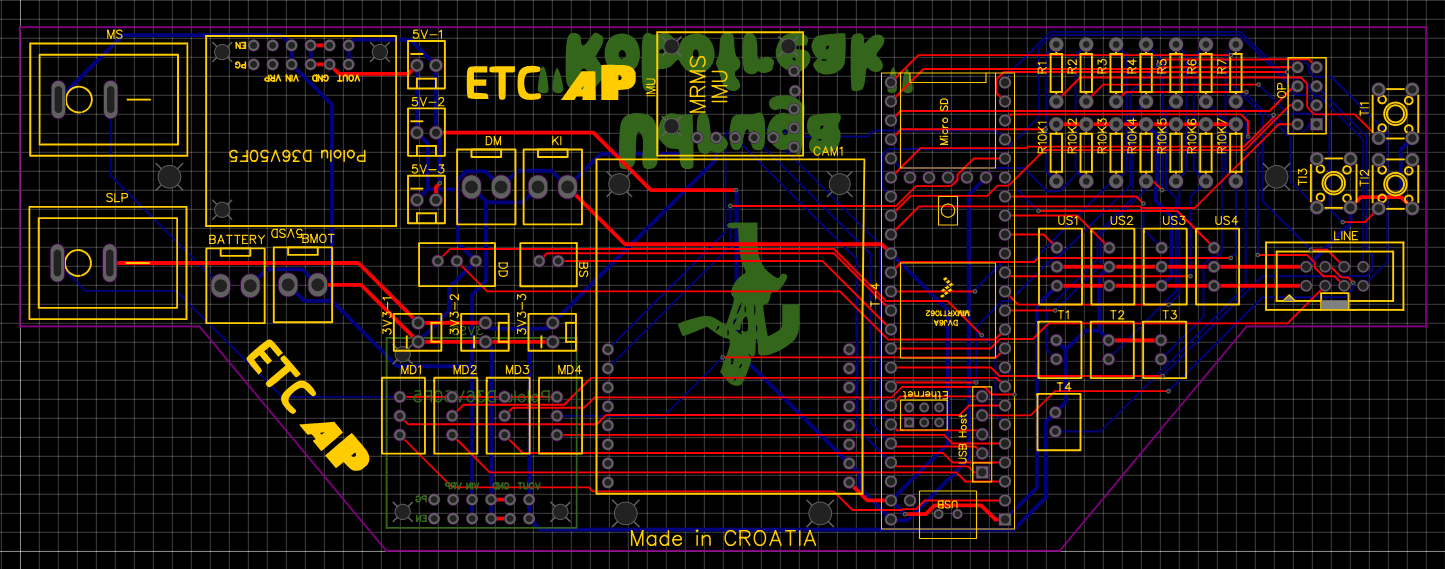 MS
5V-1
EN
PG
VOUT GND VIN VRP
Pololu D36V50F5
5V-2
5V-3
ETC AP
IMU
MRMS
IMU
CAM1
DM
KI
Micro SD
R1
R2
R3
R4
R5
R6
R7
R10K1
R10K2
R10K3
R10K4
R10K5
R10K6
R10K7
OP
TI1
TI2
TI3
SLP
5VSD
BATTERY
BMOT
DD
BS
US1
US2
US3
US4
LINE
3V3-1
3V3-2
3V3-3
T-4
DVJ6A
MIMXRT1062
T1
T2
T3
ETC AP
MD1
MD2
MD3
MD4
Ethernet
USB Host
T4
VOUT GND VIN VRP
PG
EN
USB
Made in CROATIA